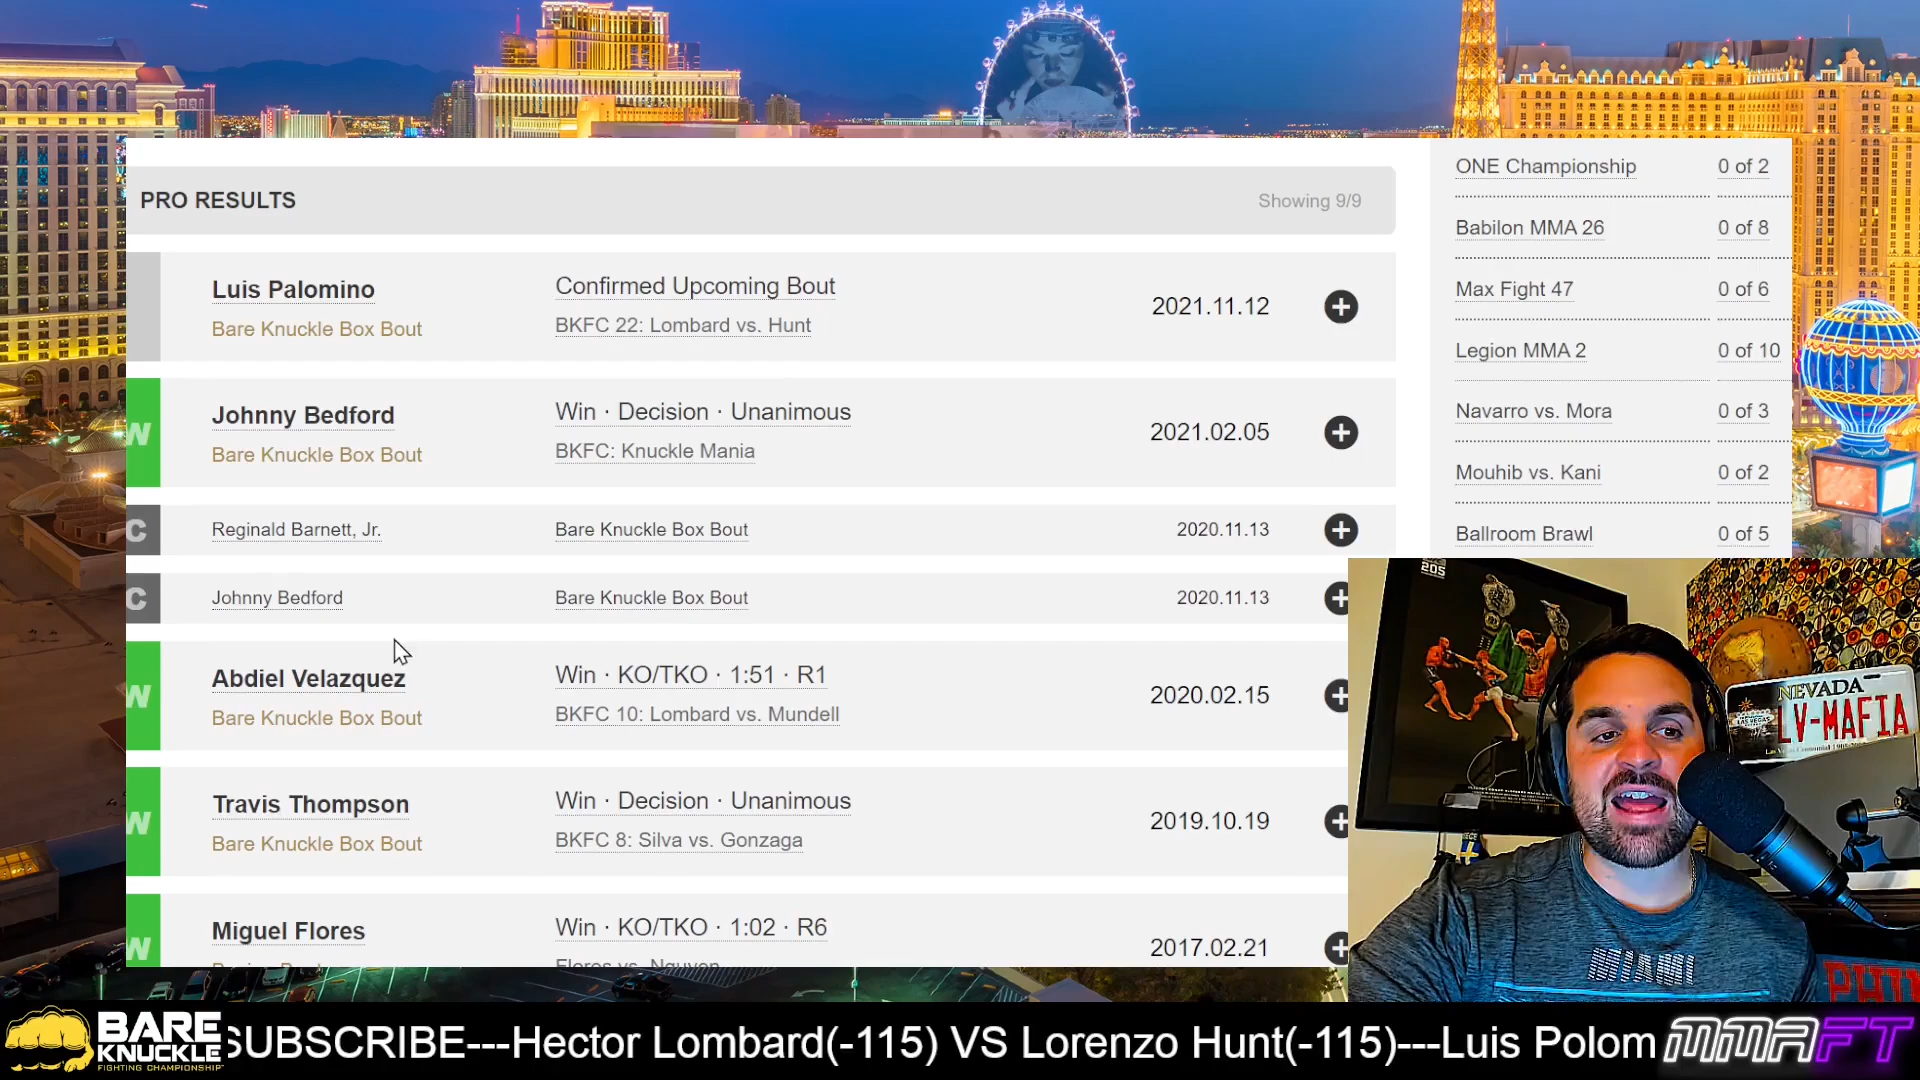 PRO RESULTS
Showing 9/9
Luis Palomino
Confirmed Upcoming Bout
2021.11.12
Bare Knuckle Box Bout
BKFC 22: Lombard vs. Hunt
W
Johnny Bedford
Win · Decision · Unanimous
2021.02.05
Bare Knuckle Box Bout
BKFC: Knuckle Mania
C
Reginald Barnett, Jr.
Bare Knuckle Box Bout
2020.11.13
C
Johnny Bedford
Bare Knuckle Box Bout
2020.11.13
W
Abdiel Velazquez
Win · KO/TKO · 1:51 · R1
2020.02.15
Bare Knuckle Box Bout
BKFC 10: Lombard vs. Mundell
W
Travis Thompson
Win · Decision · Unanimous
2019.10.19
Bare Knuckle Box Bout
BKFC 8: Silva vs. Gonzaga
W
Miguel Flores
Win · KO/TKO · 1:02 · R6
2017.02.21
Flores vs. Nguyen
ONE Championship 0 of 2
Babilon MMA 26 0 of 8
Max Fight 47 0 of 6
Legion MMA 2 0 of 10
Navarro vs. Mora 0 of 3
Mouhib vs. Kani 0 of 2
Ballroom Brawl 0 of 5
205
NEVADA
LV-MAFIA
MIAMI
PHI
BARE
KNUCKLE
FIGHTING CHAMPIONSHIP
SUBSCRIBE---Hector Lombard(-115) VS Lorenzo Hunt(-115)---Luis Polom
MMAFT